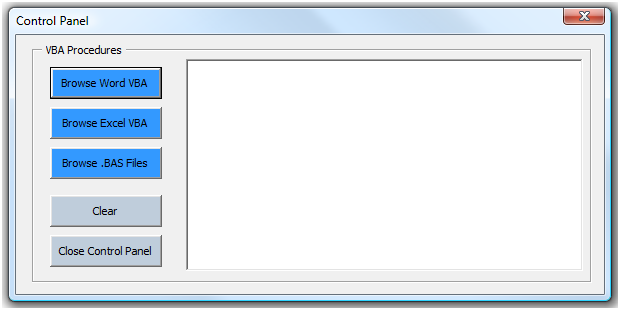 Control Panel
VBA Procedures
Browse Word VBA
Browse Excel VBA
Browse .BAS Files
Clear
Close Control Panel